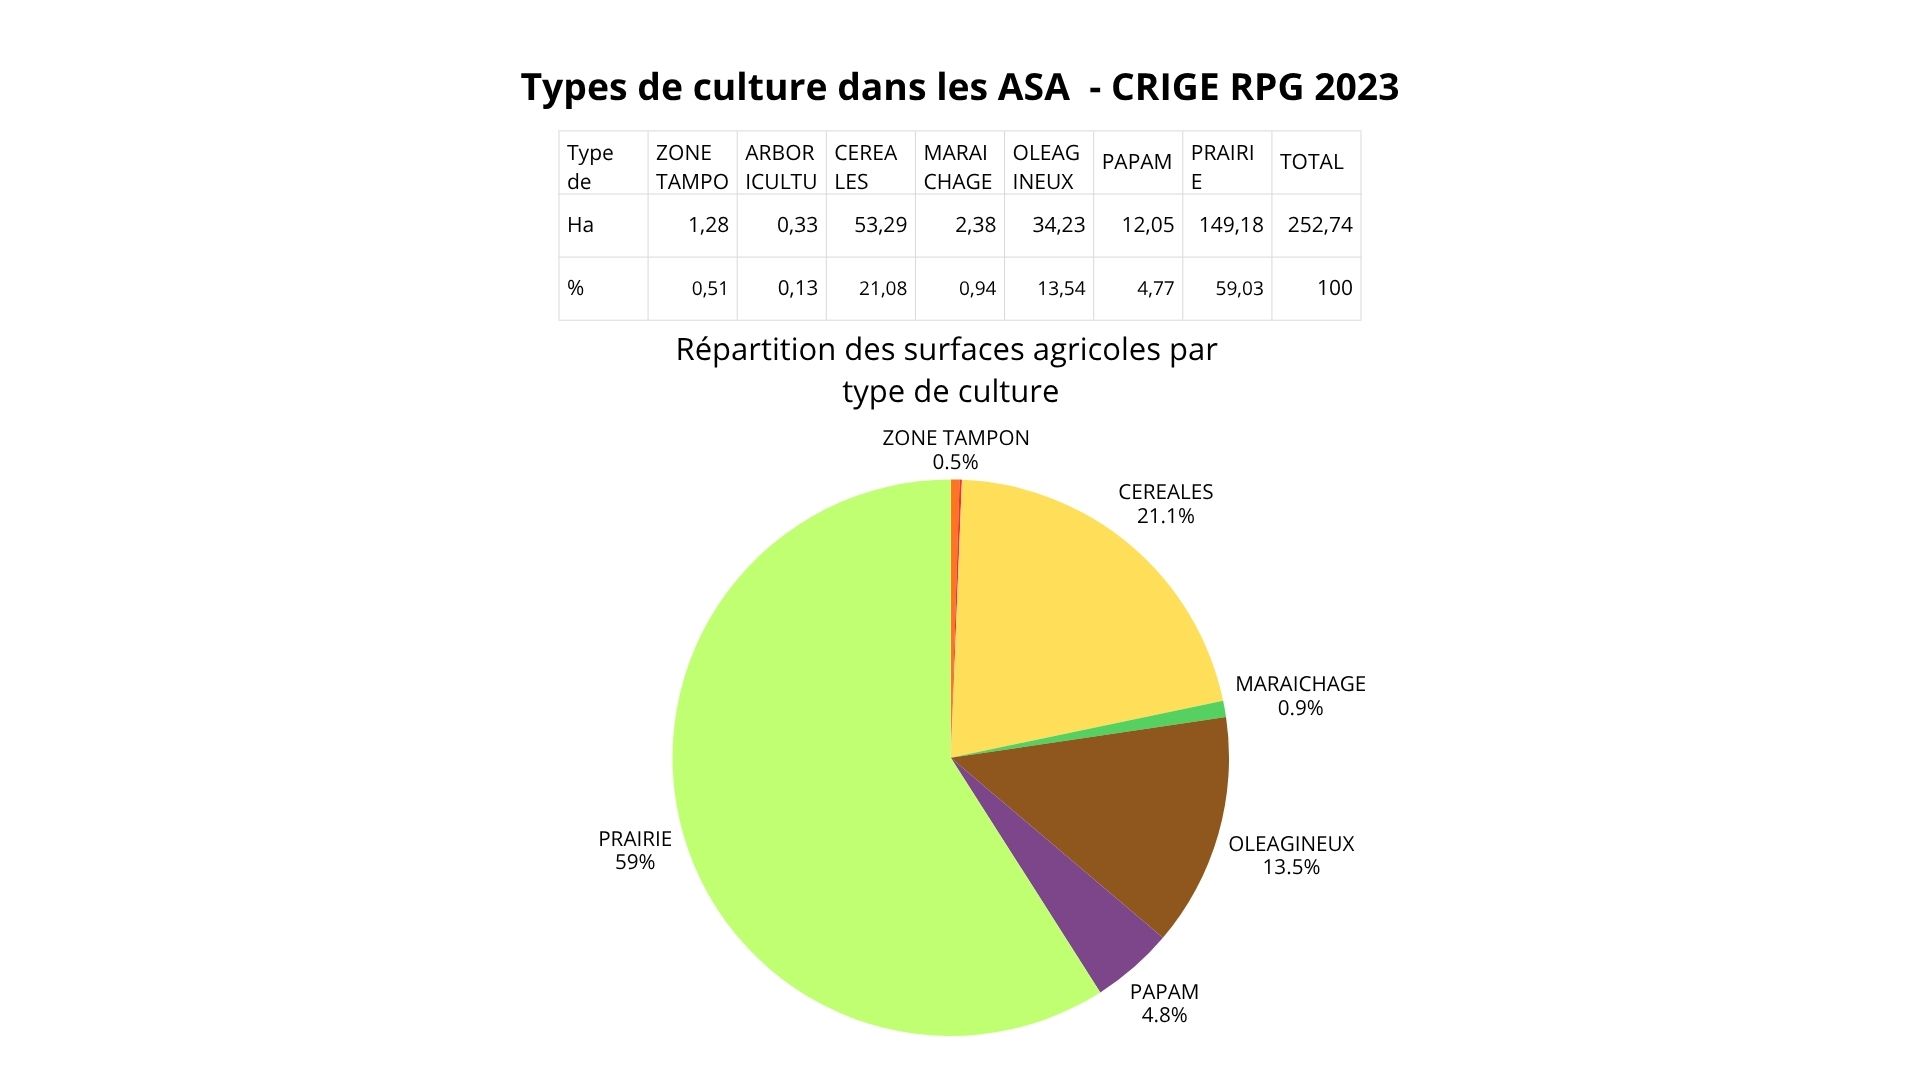 Types de culture dans les ASA - CRIGE RPG 2023
Type de ZONE TAMPO ARBOR ICULTU CEREA LES MARAI CHAGE OLEAG INEUX PAPAM PRAIRI E TOTAL
Ha 1,28 0,33 53,29 2,38 34,23 12,05 149,18 252,74
% 0,51 0,13 21,08 0,94 13,54 4,77 59,03 100
Répartition des surfaces agricoles par
type de culture
ZONE TAMPON
0.5%
CEREALES
21.1%
MARAICHAGE
0.9%
PRAIRIE
59%
OLEAGINEUX
13.5%
PAPAM
4.8%